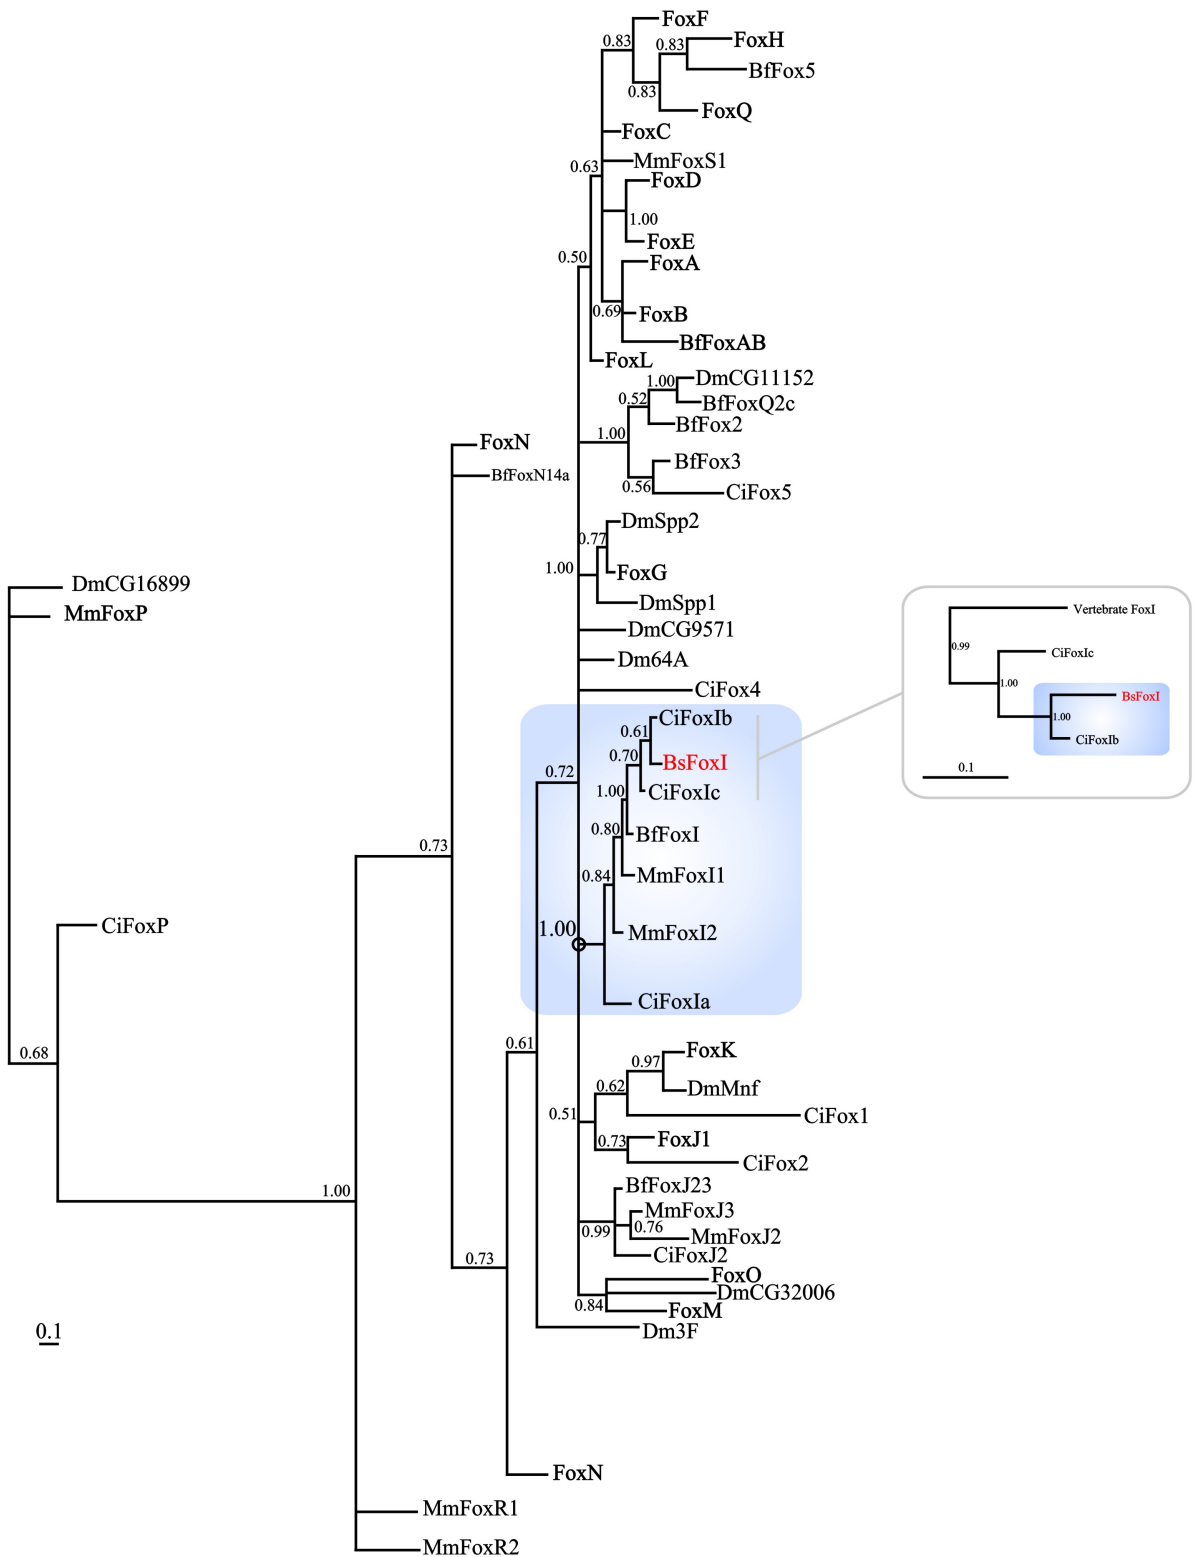 FoxF
0.83
FoxH
0.83
BfFox5
0.83
FoxQ
FoxC
MmFoxS1
0.63
FoxD
1.00
FoxE
0.50
FoxA
0.69
FoxB
BfFoxAB
FoxL
DmCG11152
1.00
BfFoxQ2c
0.52
BfFox2
1.00
FoxN
BfFox3
BfFoxN14a
0.56
CiFox5
DmSpp2
0.77
1.00
FoxG
DmCG16899
DmSpp1
MmFoxP
DmCG9571
Dm64A
CiFox4
Vertebrate FoxI
0.99
CiFoxIc
1.00
BsFoxI
1.00
CiFoxIb
0.1
CiFoxIb
0.61
0.70
BsFoxI
0.72
1.00
CiFoxIc
0.80
BfFoxI
0.73
0.84
MmFoxI1
CiFoxP
1.00
MmFoxI2
CiFoxIa
0.68
0.61
FoxK
0.97
0.62
DmMnf
0.51
CiFox1
0.73
FoxJ1
CiFox2
1.00
BfFoxJ23
MmFoxJ3
0.99
0.76
MmFoxJ2
0.73
CiFoxJ2
FoxO
DmCG32006
0.84
FoxM
0.1
Dm3F
FoxN
MmFoxR1
MmFoxR2